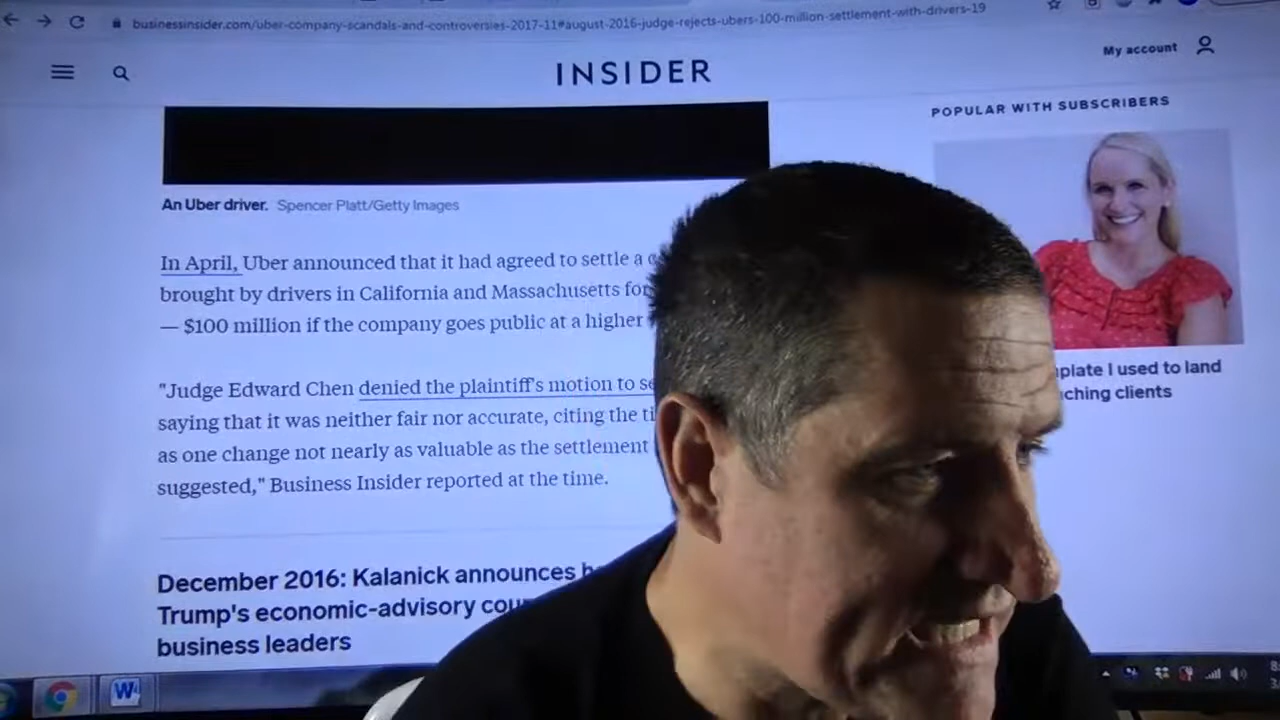 businessinsider.com/uber-company-scandals-and-controversies-2017-11#august-2016-judge-rejects-ubers-100-million-settlement-with-drivers-19
My account
INSIDER
POPULAR WITH SUBSCRIBERS
An Uber driver. Spencer Platt/Getty Images
In April, Uber announced that it had agreed to settle a
brought by drivers in California and Massachusetts for
— $100 million if the company goes public at a higher
I used to land
clients
"Judge Edward Chen denied the plaintiff's motion to
saying that it was neither fair nor accurate, citing the
as one change not nearly as valuable as the settlement
suggested," Business Insider reported at the time.
December 2016: Kalanick announces
Trump's economic-advisory
business leaders
W